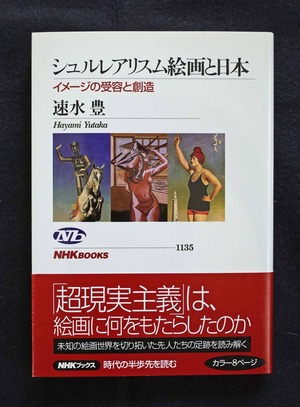 シュルレアリスム絵画と日本
イメージの受容と創造
速水 豊
Hayami Yutaka
Nb
NHKBOOKS
1135
「超現実主義」は、
絵画に何をもたらしたのか
未知の絵画世界を切り拓いた先人たちの足跡を読み解く
NHKブックス 時代の半歩先を読む
カラー8ページ